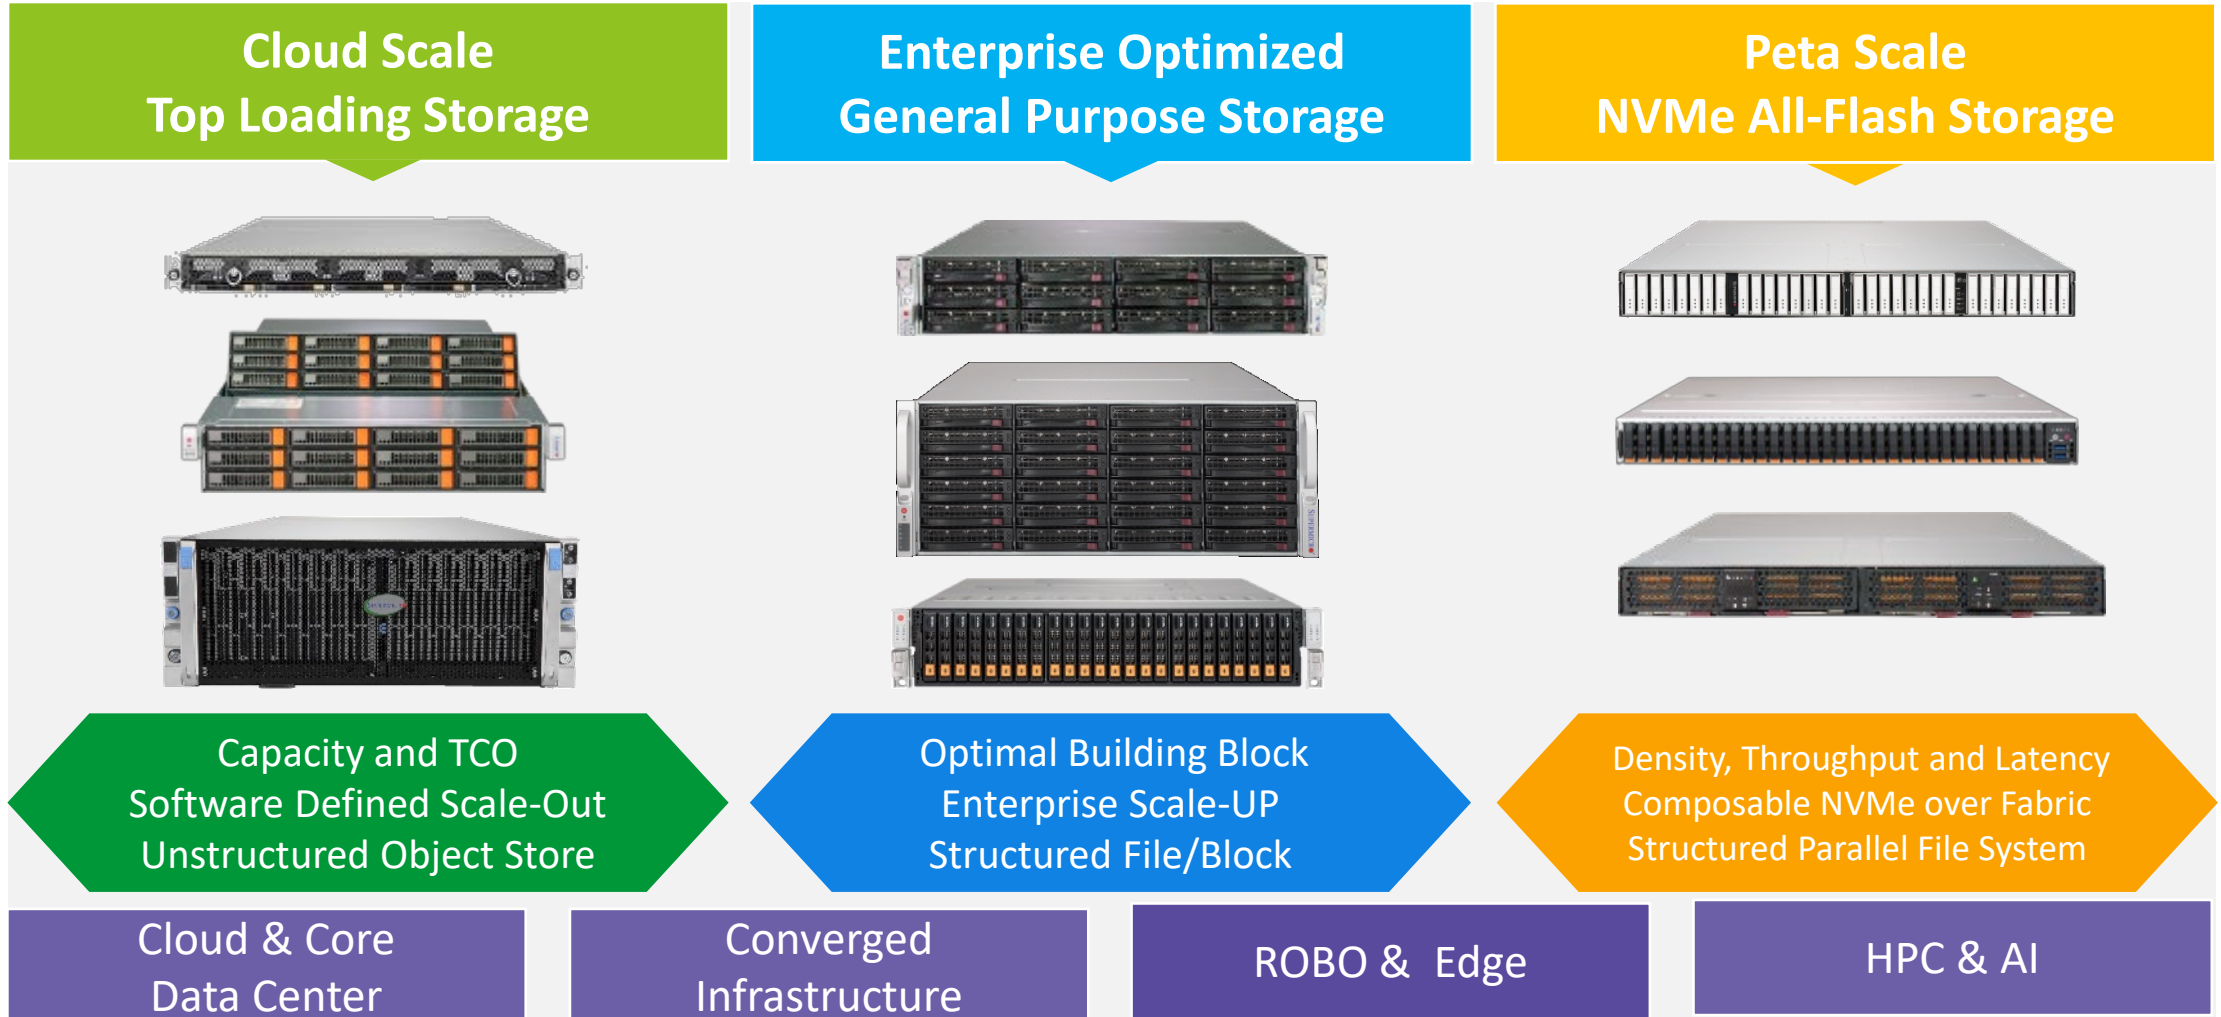 Cloud Scale
Top Loading Storage
Enterprise Optimized
General Purpose Storage
Peta Scale
NVMe All-Flash Storage
SUPERMICRO
Capacity and TCO
Software Defined Scale-Out
Unstructured Object Store
Optimal Building Block
Enterprise Scale-UP
Structured File/Block
Density, Throughput and Latency
Composable NVMe over Fabric
Structured Parallel File System
Cloud & Core
Data Center
Converged
Infrastructure
ROBO & Edge
HPC & AI